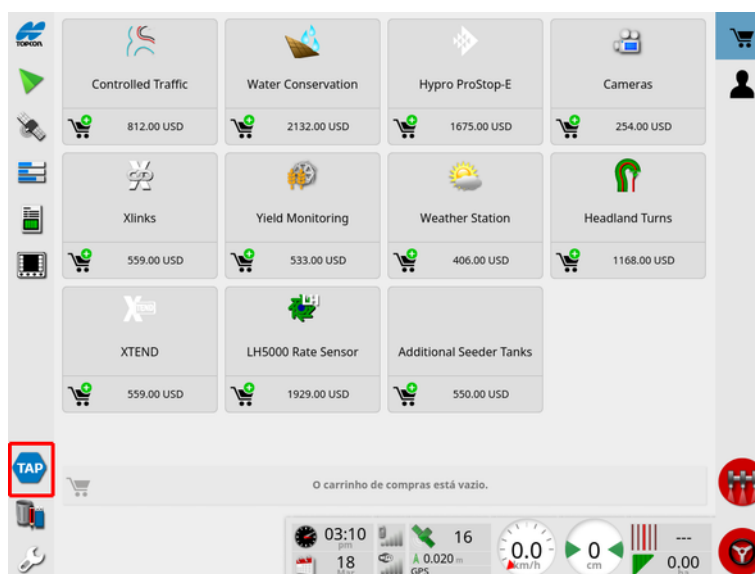 TOPCON
Controlled Traffic
Water Conservation
Hypro ProStop-E
Cameras
812.00 USD
2132.00 USD
1675.00 USD
254.00 USD
Xlinks
Yield Monitoring
Weather Station
Headland Turns
559.00 USD
533.00 USD
406.00 USD
1168.00 USD
XTEND
LH
XTEND
LH5000 Rate Sensor
Additional Seeder Tanks
559.00 USD
1929.00 USD
550.00 USD
TAP
O carrinho de compras está vazio.
03:10
pm
16
0.0
km/h
0
cm
---
18
Mar
0.020 m
GPS
0.00
ha